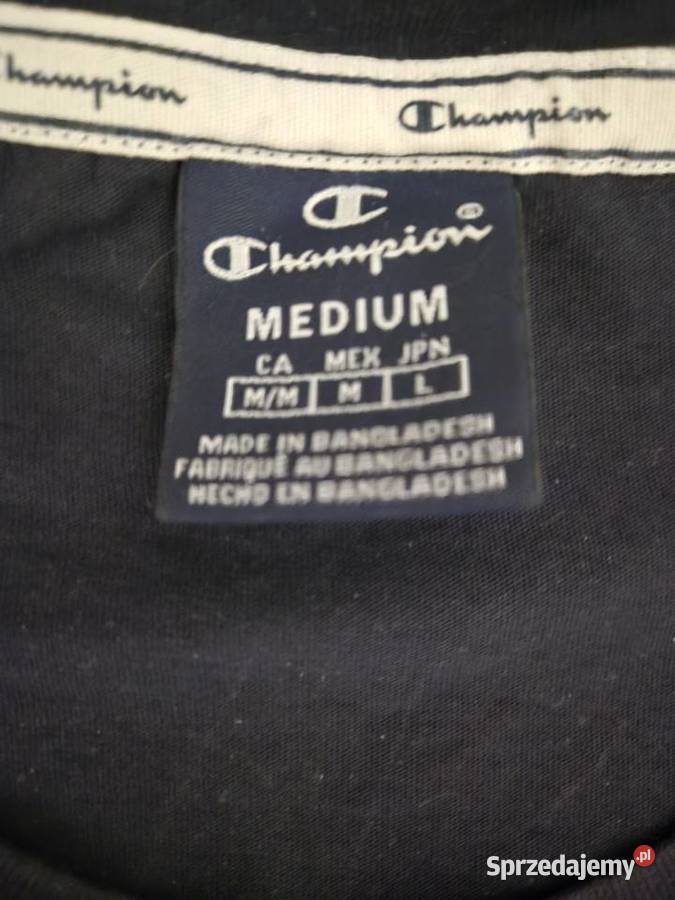 Champion Champion
C
Champion®
MEDIUM
CA MEX JPN
M/M M L
MADE IN BANGLADESH
FABRIQUÉ AU BANGLADESH
HECHO EN BANGLADESH
Sprzedajemy.pl